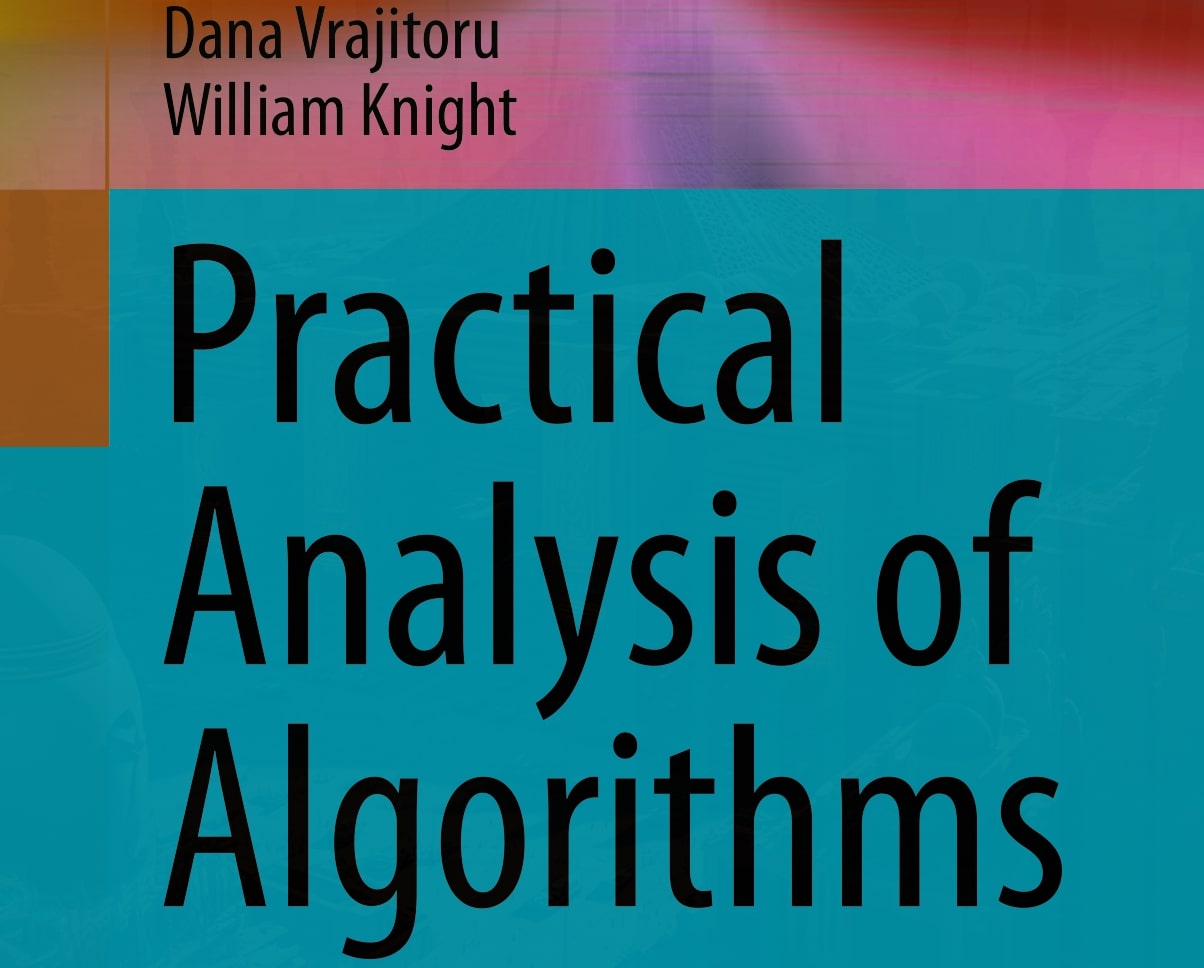 Dana Vrajitoru
William Knight
Practical
Analysis of
Algorithms